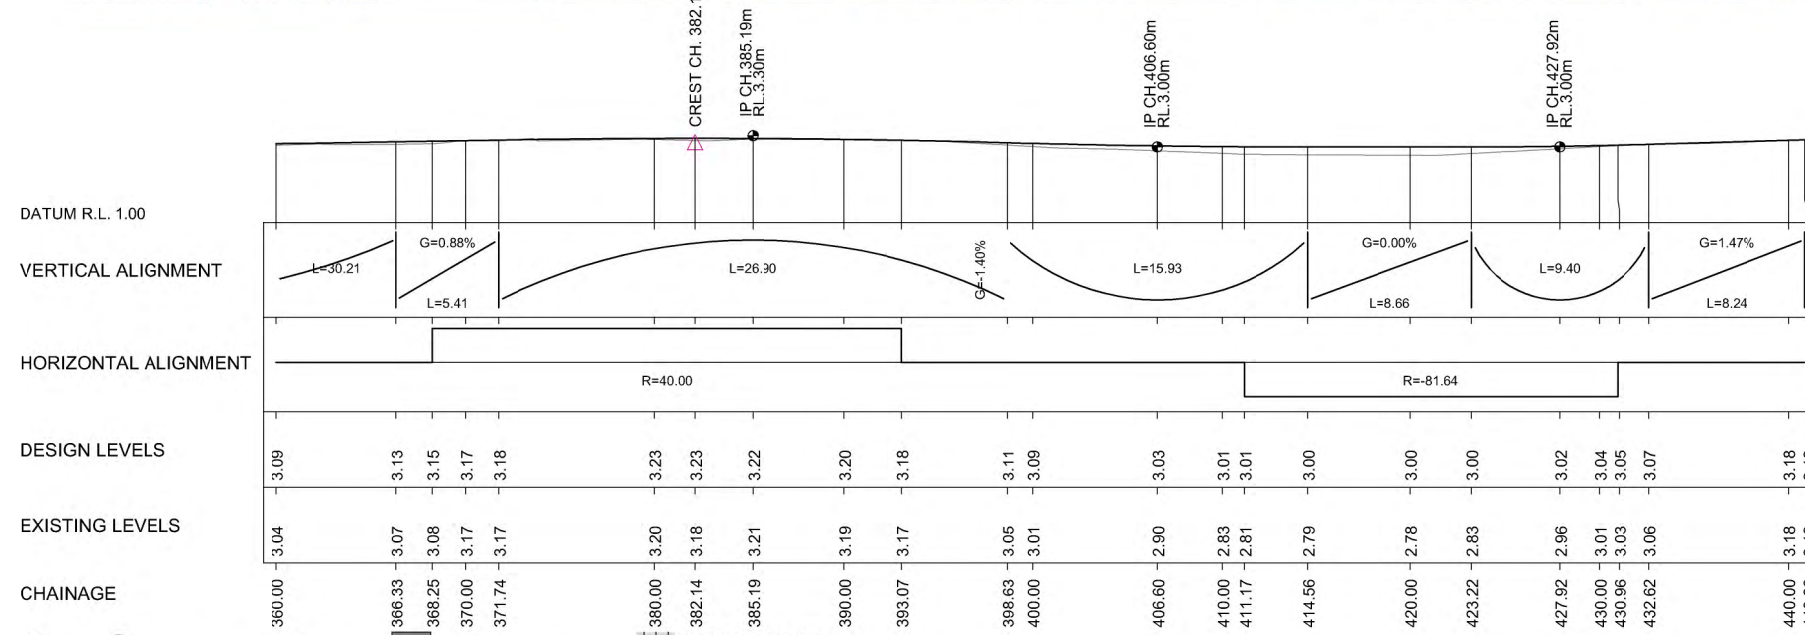 CREST CH. 382.1
IP CH.385.19m
RL.3.30m
IP CH.406.60m
RL.3.00m
IP CH.427.92m
RL.3.00m
DATUM R.L. 1.00
VERTICAL ALIGNMENT
L=30.21
G=0.88%
L=5.41
L=26.90
G=-1.40%
L=15.93
G=0.00%
L=8.66
L=9.40
G=1.47%
L=8.24
HORIZONTAL ALIGNMENT
R=40.00
R=-81.64
DESIGN LEVELS
3.09 3.13 3.15 3.17 3.18 3.23 3.23 3.22 3.20 3.18 3.11 3.09 3.03 3.01 3.01 3.00 3.00 3.00 3.02 3.04 3.05 3.07 3.18
EXISTING LEVELS
3.04 3.07 3.08 3.17 3.17 3.20 3.18 3.21 3.19 3.17 3.05 3.01 2.90 2.83 2.81 2.79 2.78 2.83 2.96 3.01 3.03 3.06 3.18
CHAINAGE
360.00 366.33 368.25 370.00 371.74 380.00 382.14 385.19 390.00 393.07 398.63 400.00 406.60 410.00 411.17 414.56 420.00 423.22 427.92 430.00 430.96 432.62 440.00